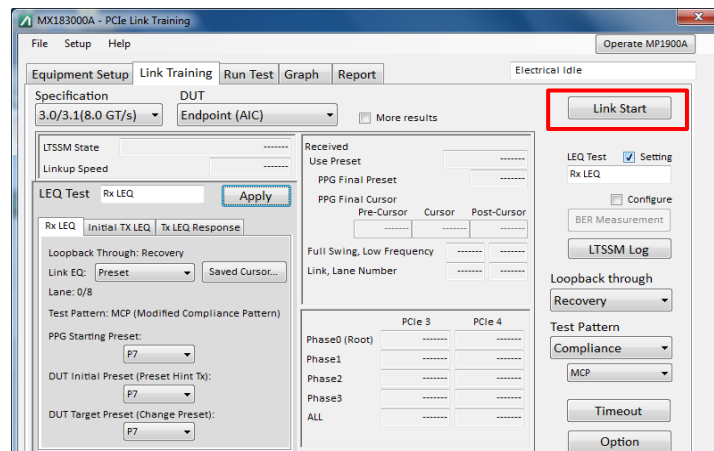 MX183000A - PCIe Link Training
File Setup Help
Operate MP1900A
Equipment Setup Link Training Run Test Graph Report
Electrical Idle
Specification DUT
3.0/3.1(8.0 GT/s) Endpoint (AIC) More results
Link Start
LTSSM State -------
Linkup Speed -------
LEQ Test Rx LEQ Apply
Rx LEQ Initial TX LEQ Tx LEQ Response
Loopback Through: Recovery
Link EQ: Preset Saved Cursor...
Lane: 0/8
Test Pattern: MCP (Modified Compliance Pattern)
PPG Starting Preset:
P7
DUT Initial Preset (Preset Hint Tx):
P7
DUT Target Preset (Change Preset):
P7
Received
Use Preset -------
PPG Final Preset -------
PPG Final Cursor
Pre-Cursor Cursor Post-Cursor
------- ------- -------
Full Swing, Low Frequency ------- -------
Link, Lane Number ------- -------
PCIe 3 PCIe 4
Phase0 (Root) ------- -------
Phase1 ------- -------
Phase2 ------- -------
Phase3 ------- -------
ALL ------- -------
LEQ Test Setting
Rx LEQ
Configure
BER Measurement
LTSSM Log
Loopback through
Recovery
Test Pattern
Compliance
MCP
Timeout
Option